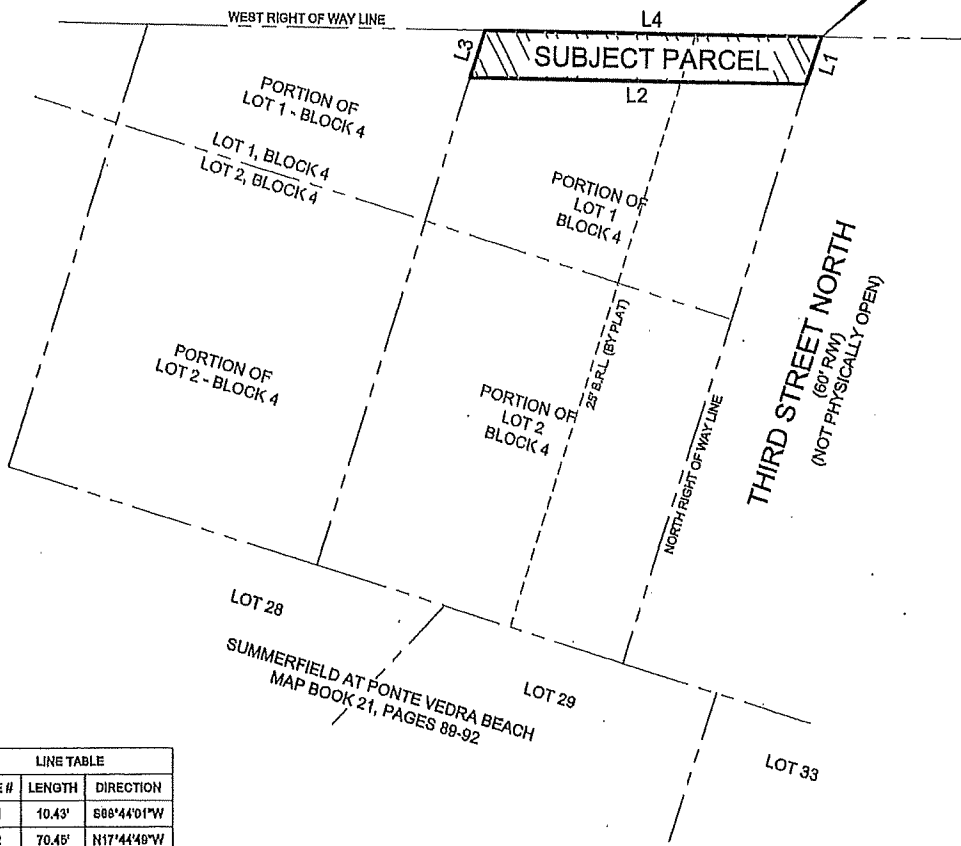 WEST RIGHT OF WAY LINE
L4
L3
SUBJECT PARCEL
L1
L2
PORTION OF
LOT 1 - BLOCK 4
LOT 1, BLOCK 4
LOT 2, BLOCK 4
PORTION OF
LOT 1
BLOCK 4
THIRD STREET NORTH
(60' R/W)
(NOT PHYSICALLY OPEN)
25' B.R.L. (BY PLAT)
NORTH RIGHT OF WAY LINE
PORTION OF
LOT 2 - BLOCK 4
PORTION OF
LOT 2
BLOCK 4
LOT 28
SUMMERFIELD AT PONTE VEDRA BEACH
MAP BOOK 21, PAGES 89-92
LOT 29
LOT 33
LINE TABLE
# LENGTH DIRECTION
10.43'
70.45' N17°44'49"W